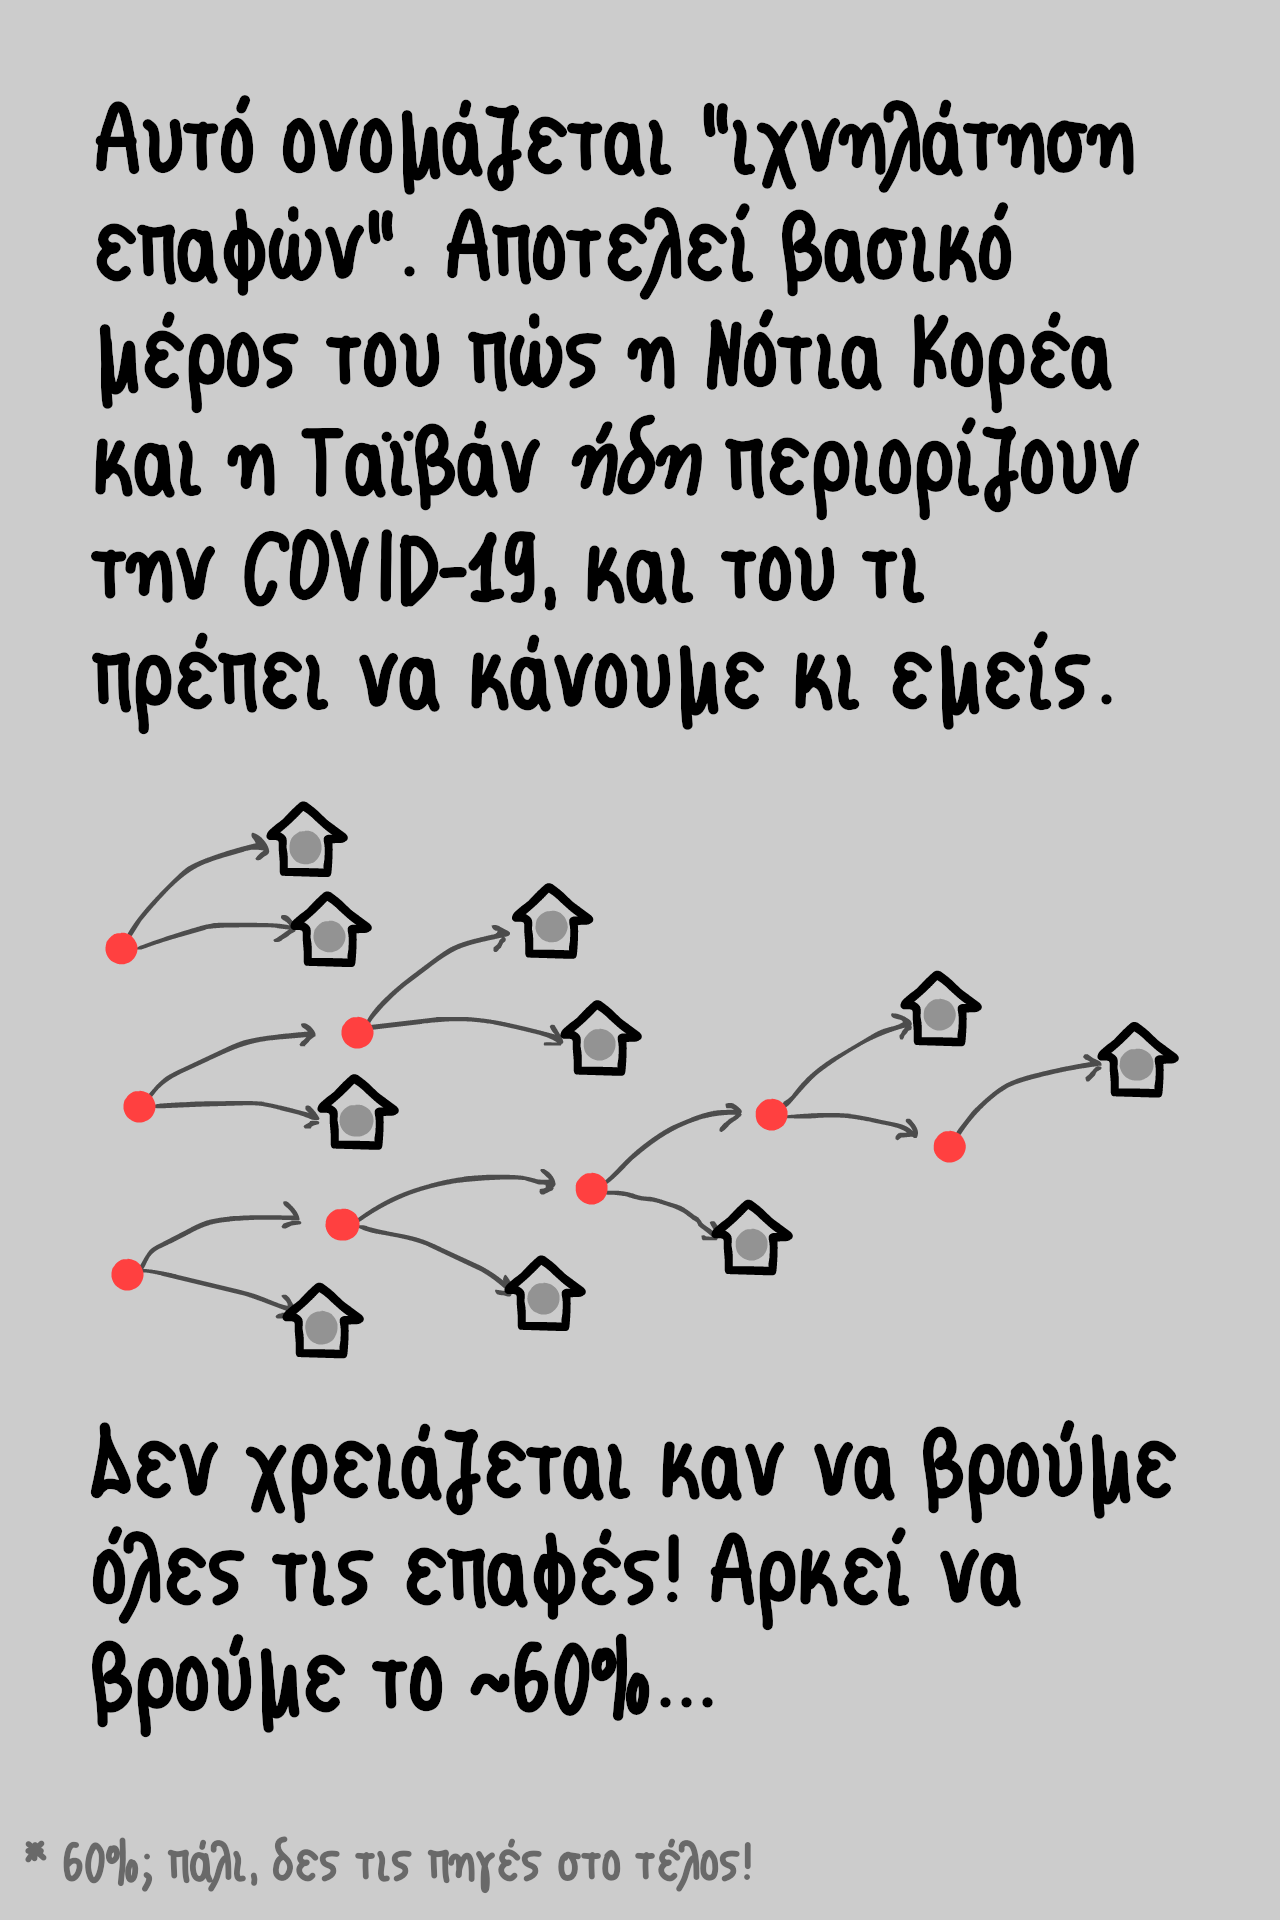 Αυτό ονομάζεται "ιχνηλάτηση
επαφών". Αποτελεί βασικό
μέρος του πώς η Νότια Κορέα
και η Ταϊβάν ήδη περιορίζουν
την COVID-19, και του τι
πρέπει να κάνουμε κι εμείς.
Δεν χρειάζεται καν να βρούμε
όλες τις επαφές! Αρκεί να
βρούμε το ~60%...
* 60%; πάλι, δες τις πηγές στο τέλος!